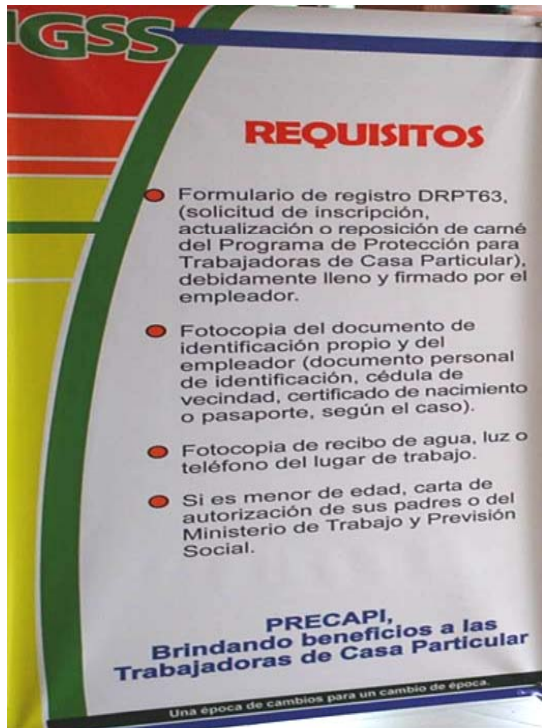 IGSS
REQUISITOS
Formulario de registro DRPT63,
(solicitud de inscripción,
actualización o reposición de carné
del Programa de Protección para
Trabajadoras de Casa Particular),
debidamente lleno y firmado por el
empleador.
Fotocopia del documento de
identificación propio y del
empleador (documento personal
de identificación, cédula de
vecindad, certificado de nacimiento
o pasaporte, según el caso).
Fotocopia de recibo de agua, luz o
teléfono del lugar de trabajo.
Si es menor de edad, carta de
autorización de sus padres o del
Ministerio de Trabajo y Previsión
Social.
PRECAPI,
Brindando beneficios a las
Trabajadoras de Casa Particular
Una época de cambios para un cambio de época.